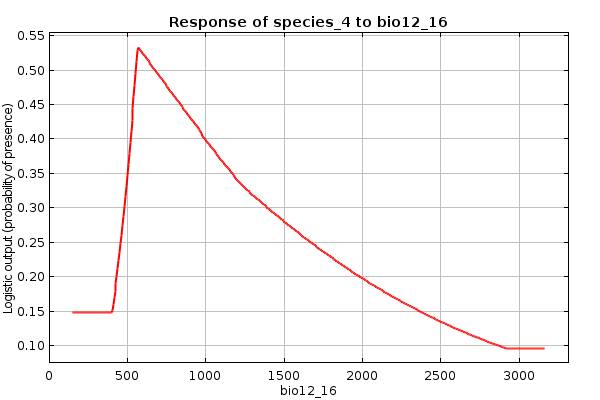 Response of species_4 to bio12_16
Logistic output (probability of presence)
0.55
0.50
0.45
0.40
0.35
0.30
0.25
0.20
0.15
0.10
0 500 1000 1500 2000 2500 3000
bio12_16